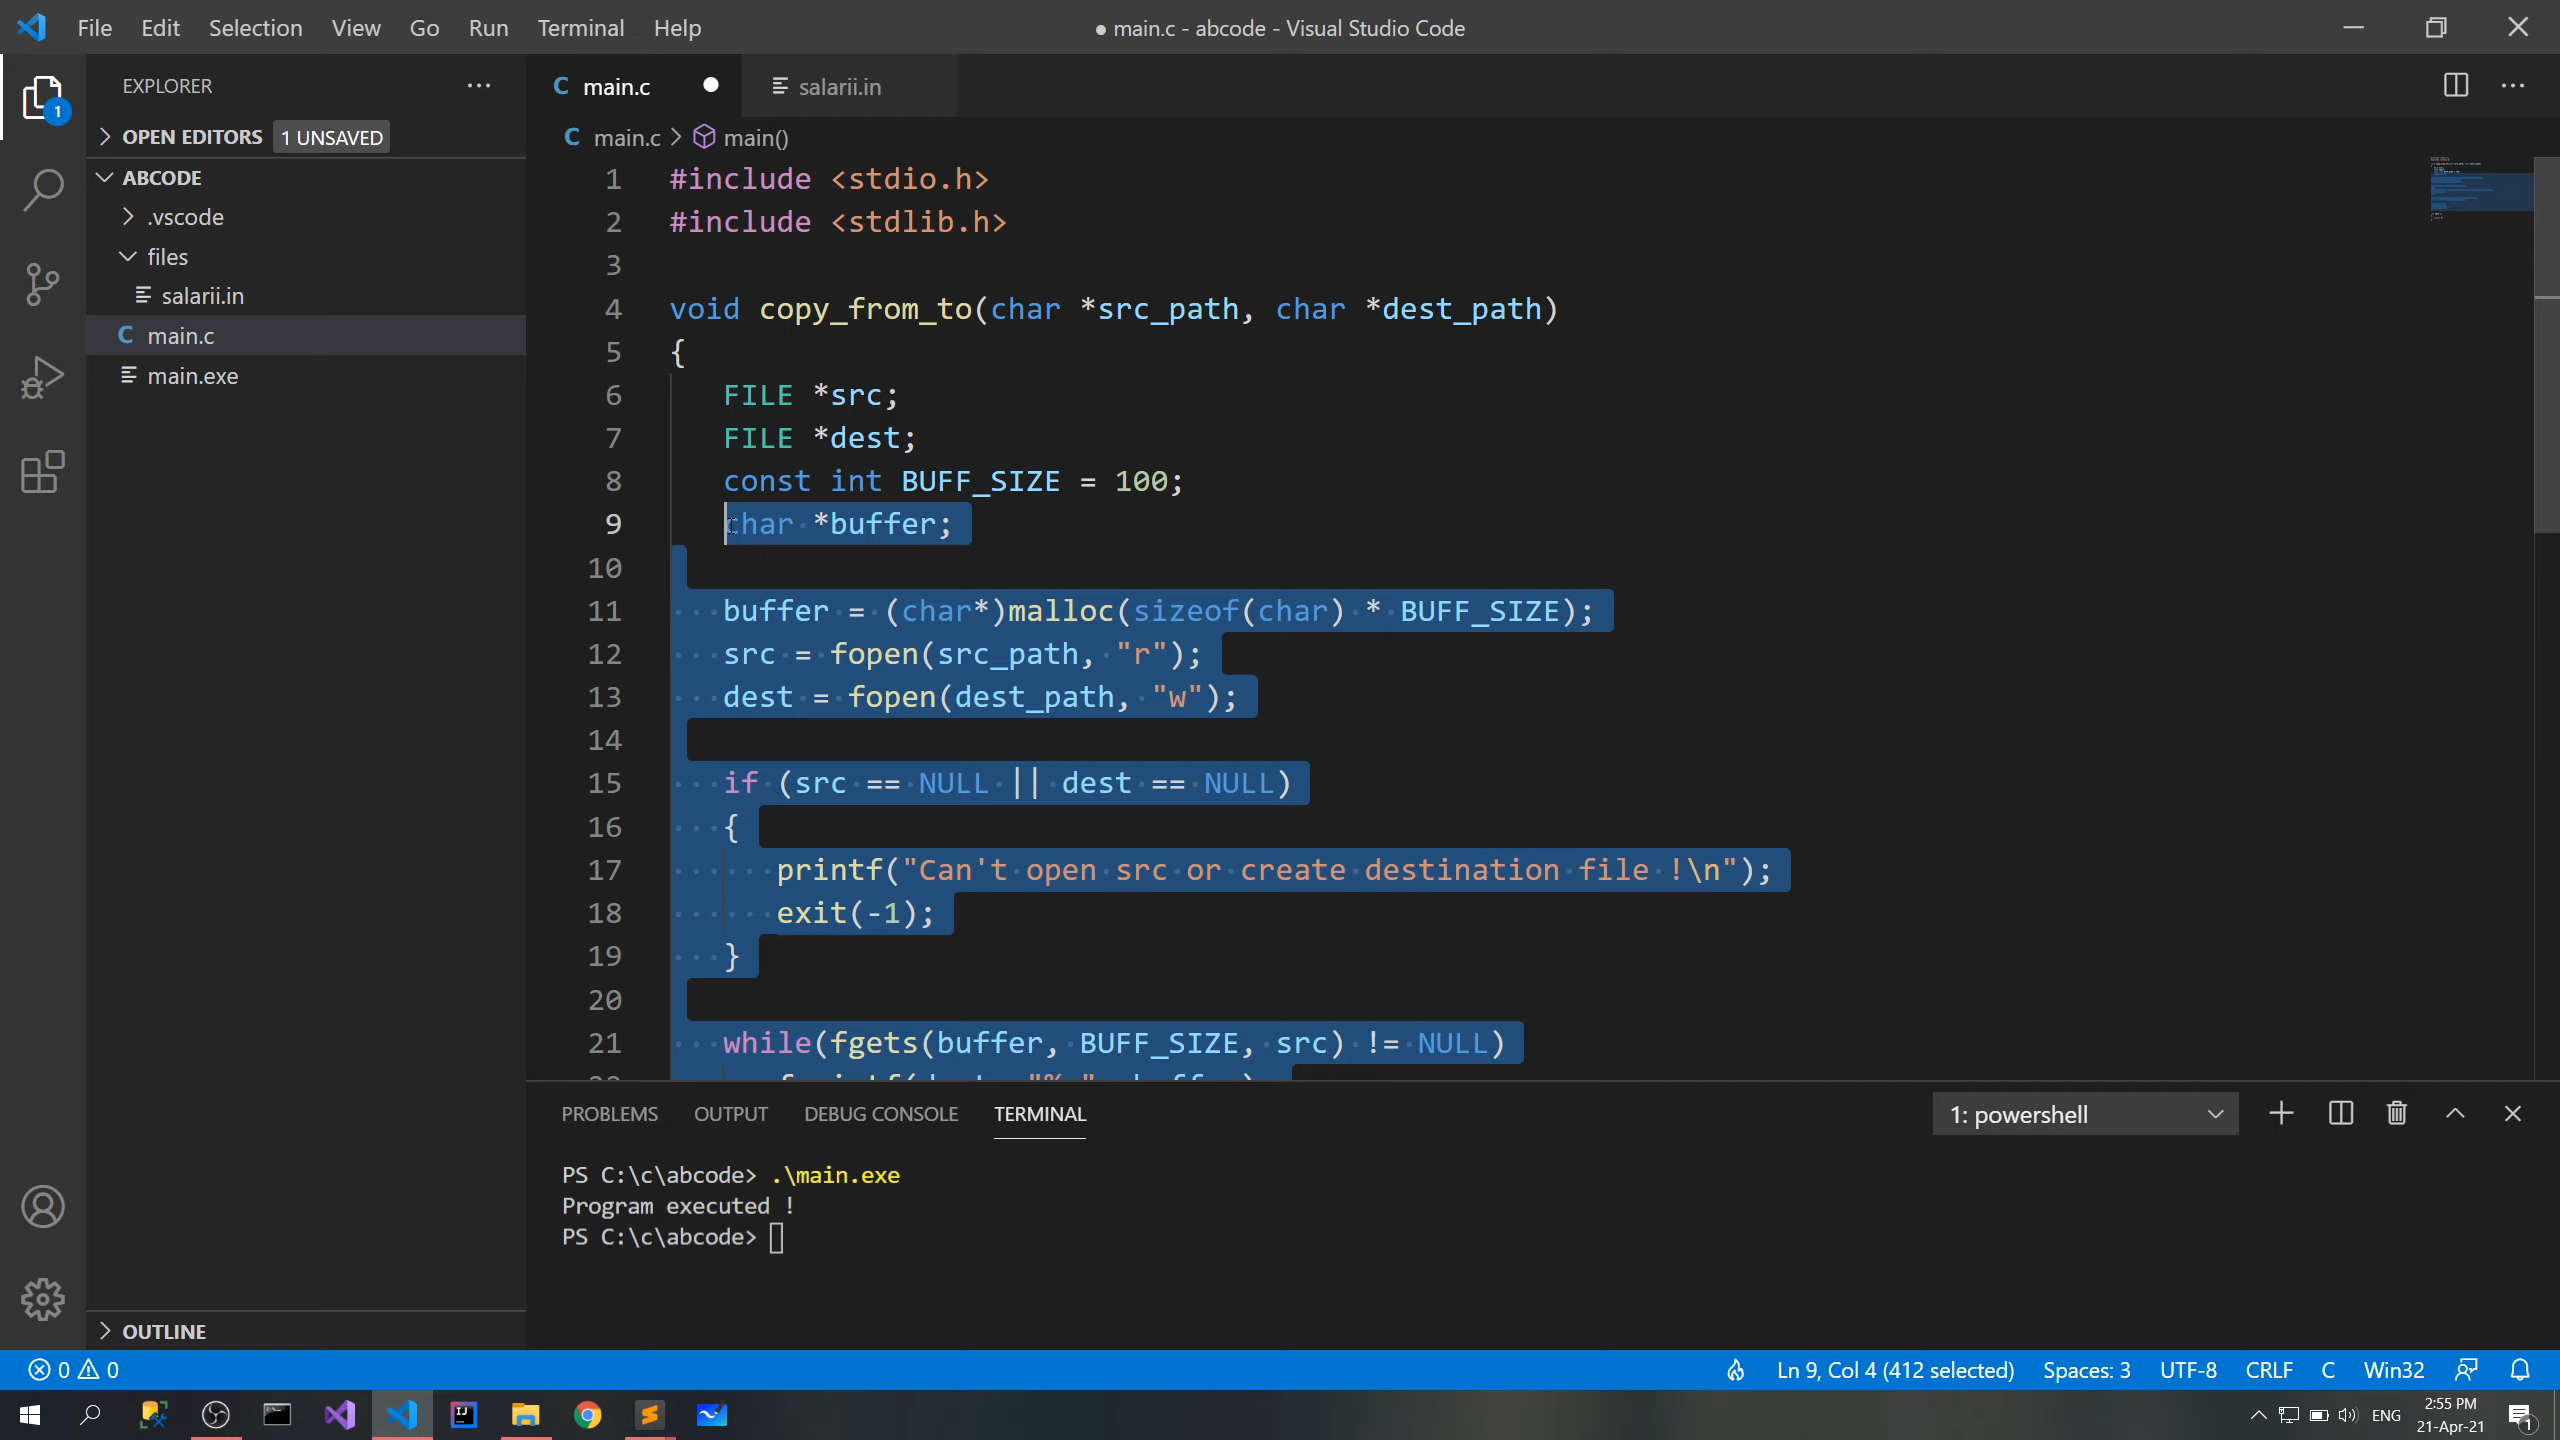 File Edit Selection View Go Run Terminal Help
● main.c - abcode - Visual Studio Code
EXPLORER
1
OPEN EDITORS 1 UNSAVED
ABCODE
.vscode
files
salarii.in
main.c
main.exe
OUTLINE
C main.c
salarii.in
C main.c > main()
1 #include <stdio.h>
2 #include <stdlib.h>
3
4 void copy_from_to(char *src_path, char *dest_path)
5 {
6 FILE *src;
7 FILE *dest;
8 const int BUFF_SIZE = 100;
9 char *buffer;
10
11 buffer = (char*)malloc(sizeof(char) * BUFF_SIZE);
12 src = fopen(src_path, "r");
13 dest = fopen(dest_path, "w");
14
15 if (src == NULL || dest == NULL)
16 {
17 printf("Can't open src or create destination file !\n");
18 exit(-1);
19 }
20
21 while(fgets(buffer, BUFF_SIZE, src) != NULL)
PROBLEMS OUTPUT DEBUG CONSOLE TERMINAL
1: powershell
PS C:\c\abcode> .\main.exe
Program executed !
PS C:\c\abcode>
0 0
Ln 9, Col 4 (412 selected) Spaces: 3 UTF-8 CRLF C Win32
ENG
2:55 PM
21-Apr-21
1